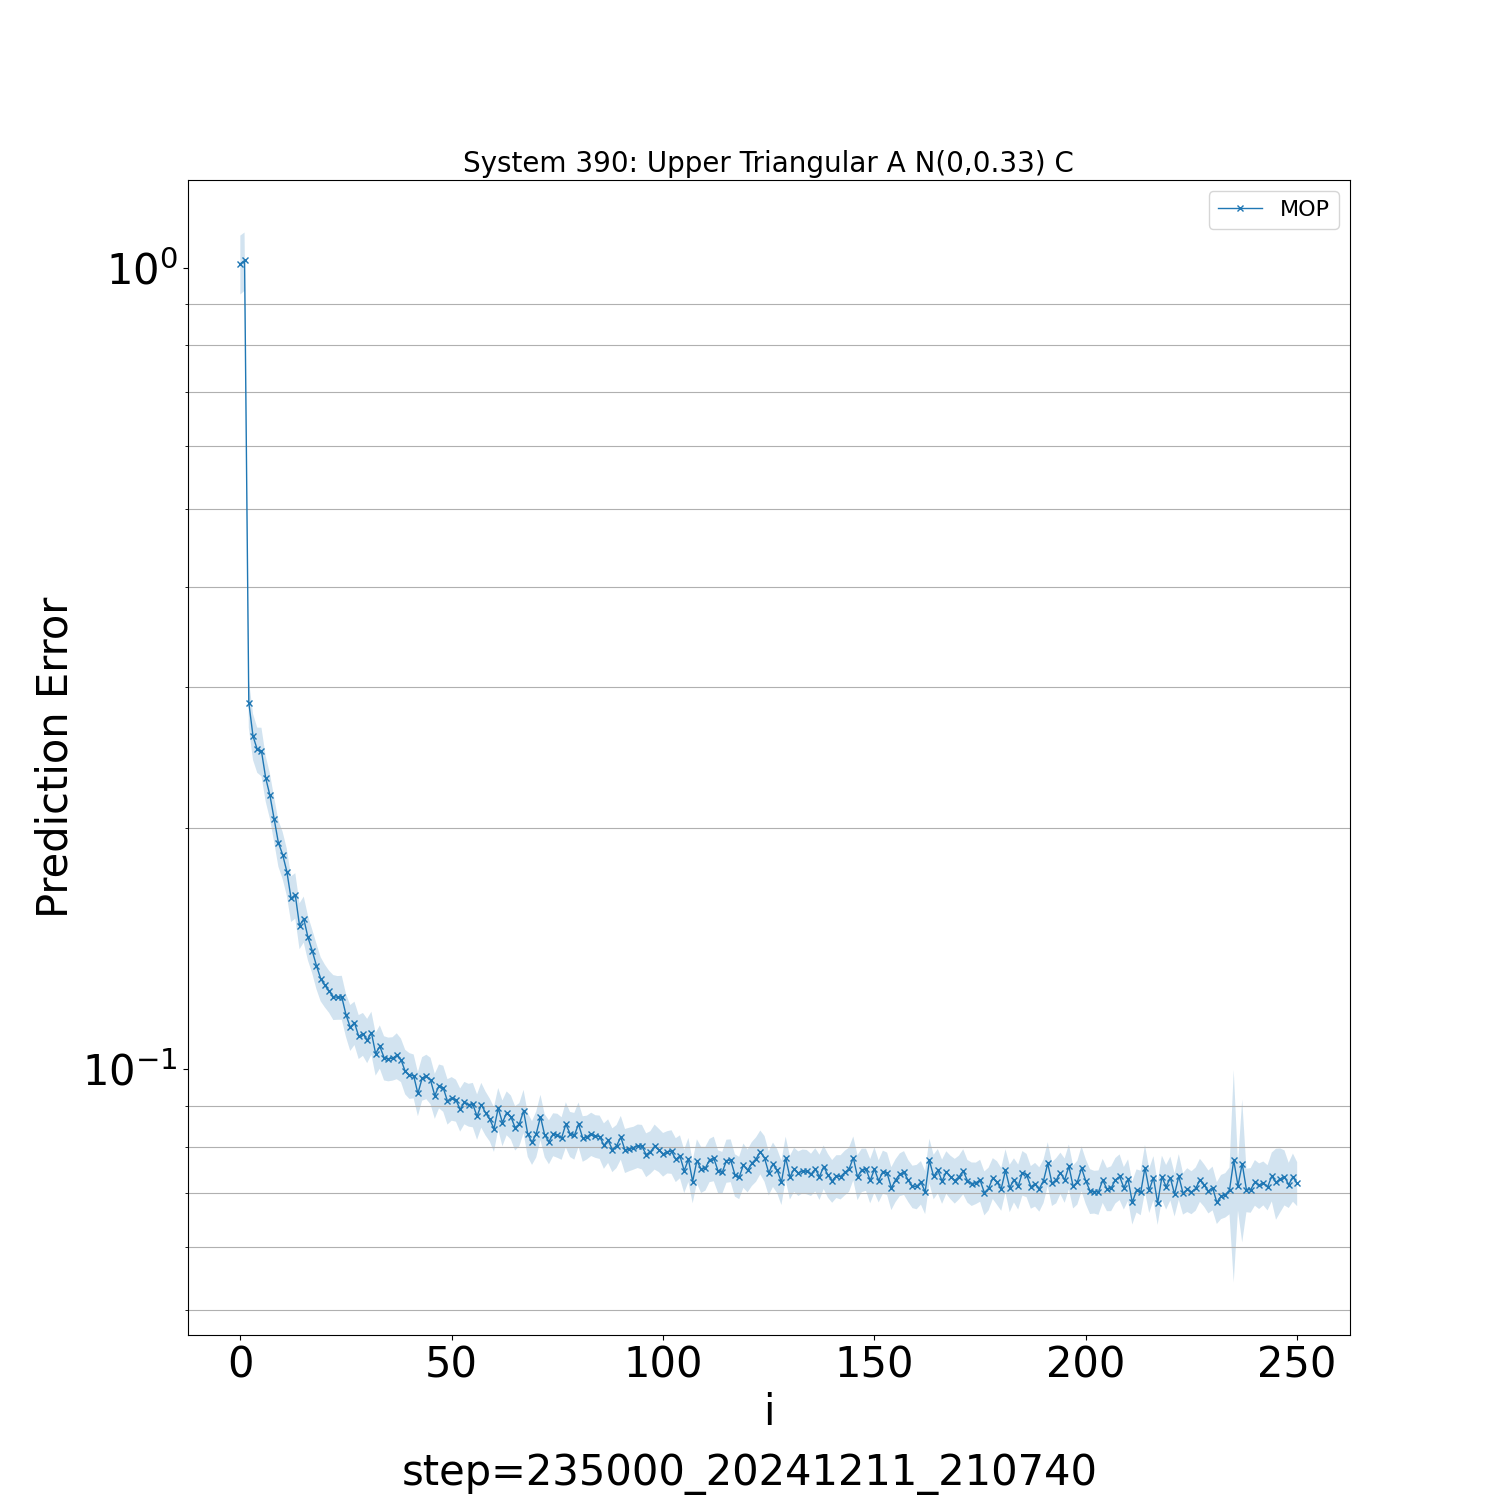 System 390: Upper Triangular A N(0,0.33) C
MOP
10⁰
10⁻¹
Prediction Error
0 50 100 150 200 250
i
step=235000_20241211_210740